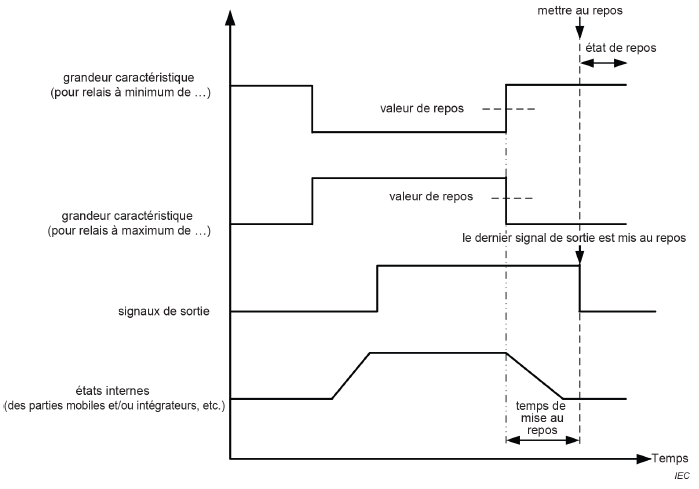 mettre au repos
état de repos
grandeur caractéristique
(pour relais à minimum de ...)
valeur de repos
valeur de repos
grandeur caractéristique
(pour relais à maximum de ...)
le dernier signal de sortie est mis au repos
signaux de sortie
états internes
(des parties mobiles et/ou intégrateurs, etc.)
temps de
mise au
repos
Temps
IEC